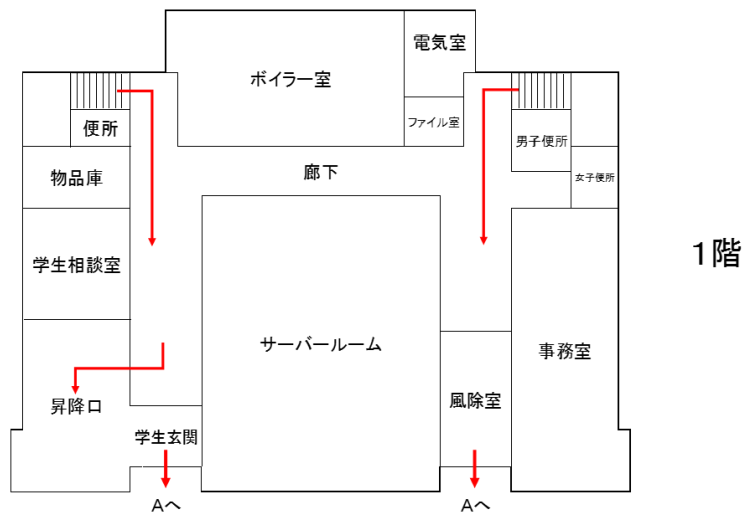 電気室
ボイラー室
ファイル室
便所
男子便所
物品庫
廊下
女子便所
学生相談室
1階
サーバールーム
事務室
昇降口
風除室
学生玄関
Aへ
Aへ